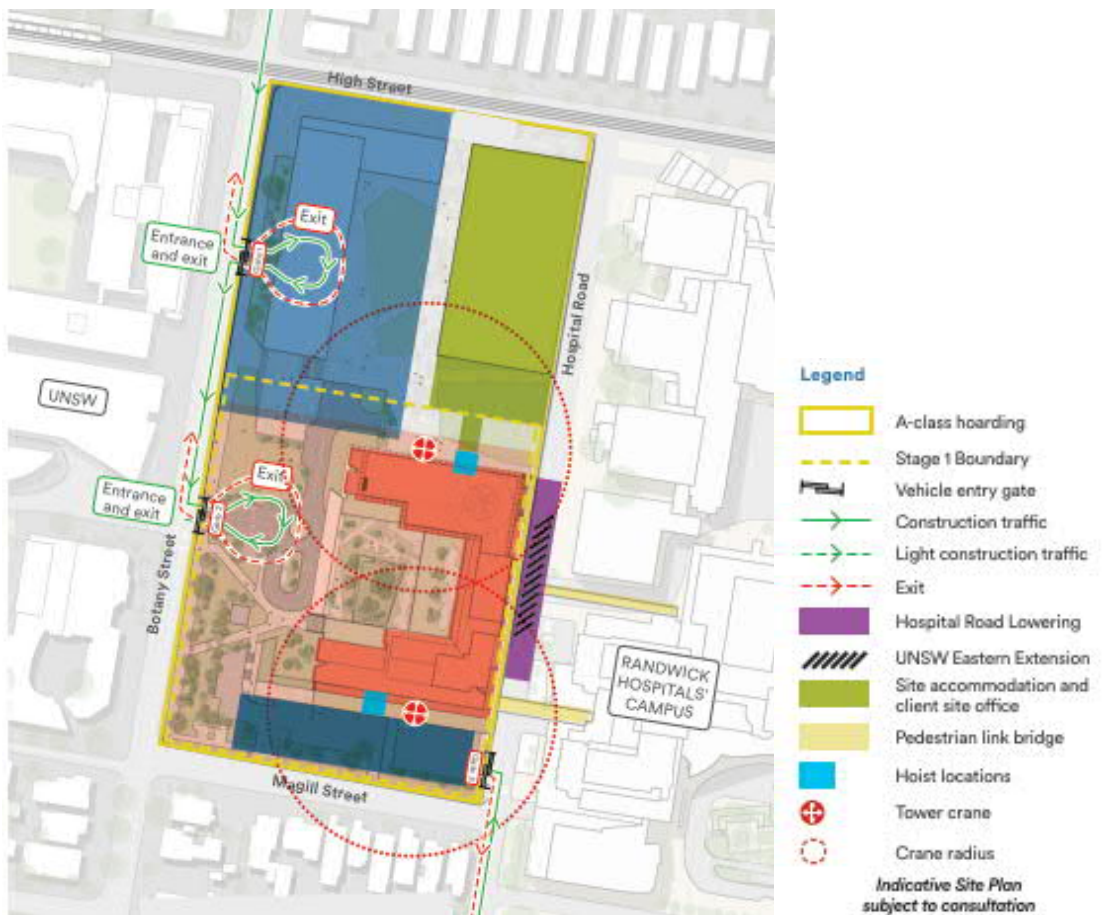 High Street
Exit
Entrance
and exit
Hospital Road
UNSW
Exit
Entrance
and exit
Botany Street
RANDWICK
HOSPITALS'
CAMPUS
Magill Street
Legend
A-class hoarding
Stage 1 Boundary
Vehicle entry gate
Construction traffic
Light construction traffic
Exit
Hospital Road Lowering
UNSW Eastern Extension
Site accommodation and
client site office
Pedestrian link bridge
Hoist locations
Tower crane
Crane radius
Indicative Site Plan
subject to consultation